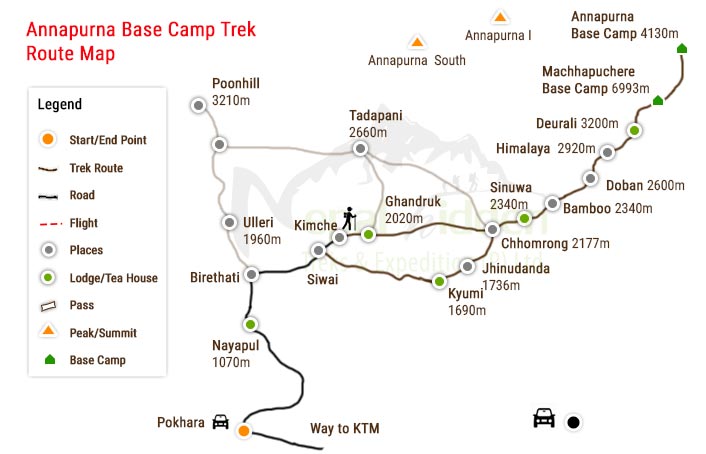 Annapurna Base Camp Trek
Route Map
Legend
Start/End Point
Trek Route
Road
Flight
Places
Lodge/Tea House
Pass
Peak/Summit
Base Camp
Annapurna I
Annapurna South
Annapurna
Base Camp 4130m
Machhapuchere
Base Camp 6993m
Deurali 3200m
Himalaya 2920m
Doban 2600m
Bamboo 2340m
Sinuwa
2340m
Chhomrong 2177m
Jhinudanda
1736m
Kyumi
1690m
Poonhill
3210m
Tadapani
2660m
Ghandruk
2020m
Kimche
Siwai
Ulleri
1960m
Birethati
Nayapul
1070m
Pokhara
Way to KTM